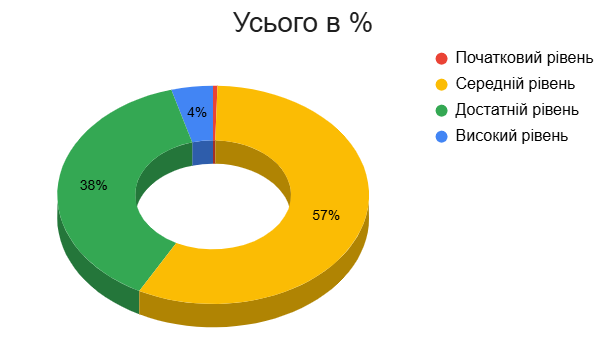 Усього в %
Початковий рівень
Середній рівень
Достатній рівень
Високий рівень
4%
38%
57%